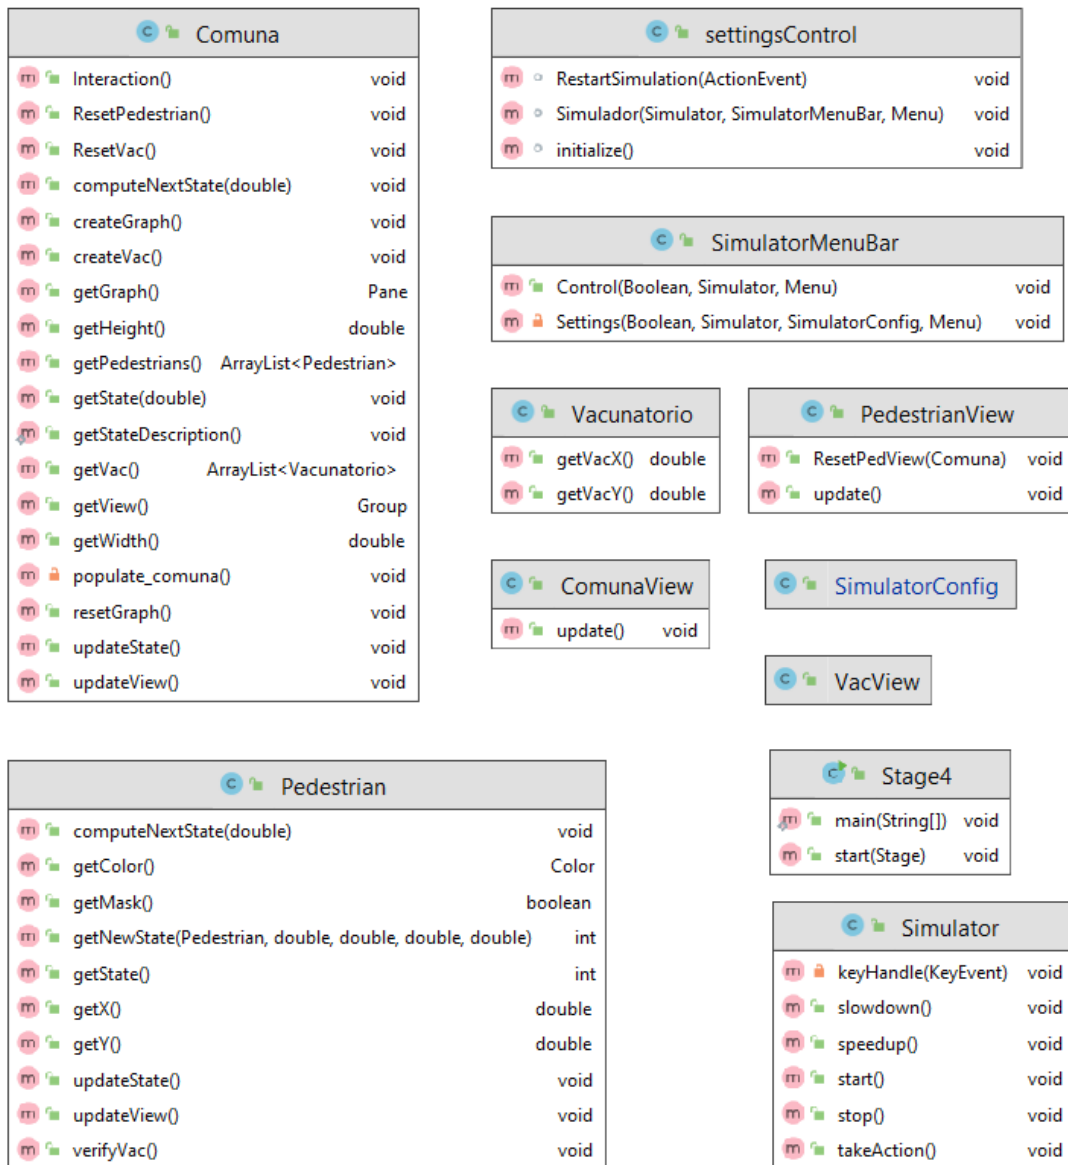 Comuna
Interaction() void
ResetPedestrian() void
ResetVac() void
computeNextState(double) void
createGraph() void
createVac() void
getGraph() Pane
getHeight() double
getPedestrians() ArrayList<Pedestrian>
getState(double) void
getStateDescription() void
getVac() ArrayList<Vacunatorio>
getView() Group
getWidth() double
populate_comuna() void
resetGraph() void
updateState() void
updateView() void
settingsControl
RestartSimulation(ActionEvent) void
Simulador(Simulator, SimulatorMenuBar, Menu) void
initialize() void
SimulatorMenuBar
Control(Boolean, Simulator, Menu) void
Settings(Boolean, Simulator, SimulatorConfig, Menu) void
Vacunatorio
getVacX() double
getVacY() double
PedestrianView
ResetPedView(Comuna) void
update() void
ComunaView
update() void
SimulatorConfig
VacView
Pedestrian
computeNextState(double) void
getColor() Color
getMask() boolean
getNewState(Pedestrian, double, double, double, double) int
getState() int
getX() double
getY() double
updateState() void
updateView() void
verifyVac() void
Stage4
main(String[]) void
start(Stage) void
Simulator
keyHandle(KeyEvent) void
slowdown() void
speedup() void
start() void
stop() void
takeAction() void